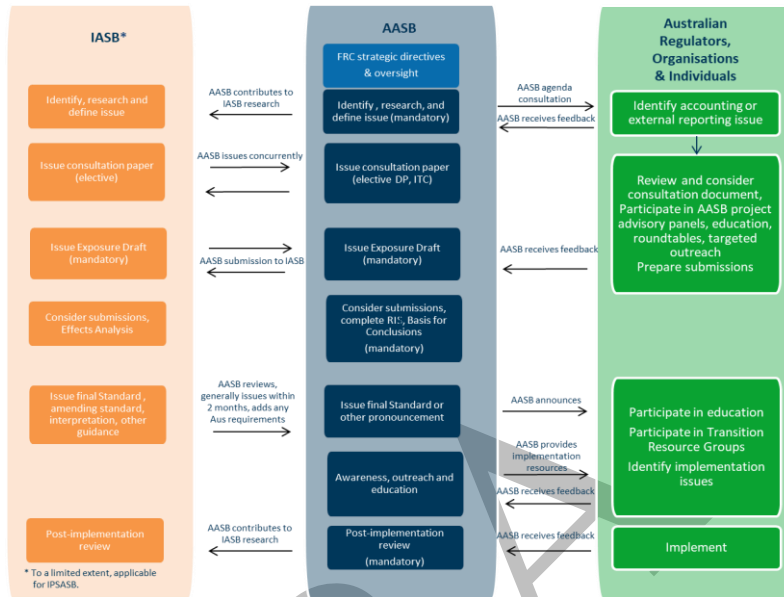 IASB*
AASB
Australian
Regulators,
Organisations
& Individuals
FRC strategic directives
& oversight
Identify, research and
define issue
AASB contributes to
IASB research
Identify , research, and
define issue (mandatory)
AASB agenda
consultation
AASB receives feedback
Identify accounting or
external reporting issue
Issue consultation paper
(elective)
AASB issues concurrently
Issue consultation paper
(elective DP, ITC)
Review and consider
consultation document,
Participate in AASB project
advisory panels, education,
roundtables, targeted
outreach
Prepare submissions
Issue Exposure Draft
(mandatory)
AASB submission to IASB
Issue Exposure Draft
(mandatory)
AASB receives feedback
Consider submissions,
Effects Analysis
Consider submissions,
complete RIS, Basis for
Conclusions
(mandatory)
Issue final Standard ,
amending standard,
interpretation, other
guidance
AASB reviews,
generally issues within
2 months, adds any
Aus requirements
Issue final Standard or
other pronouncement
AASB announces
Participate in education
Participate in Transition
Resource Groups
Identify implementation
issues
Awareness, outreach and
education
AASB provides
implementation
resources
AASB receives feedback
Post-implementation
review
AASB contributes to
IASB research
Post-implementation
review
(mandatory)
AASB receives feedback
Implement
* To a limited extent, applicable
for IPSASB.